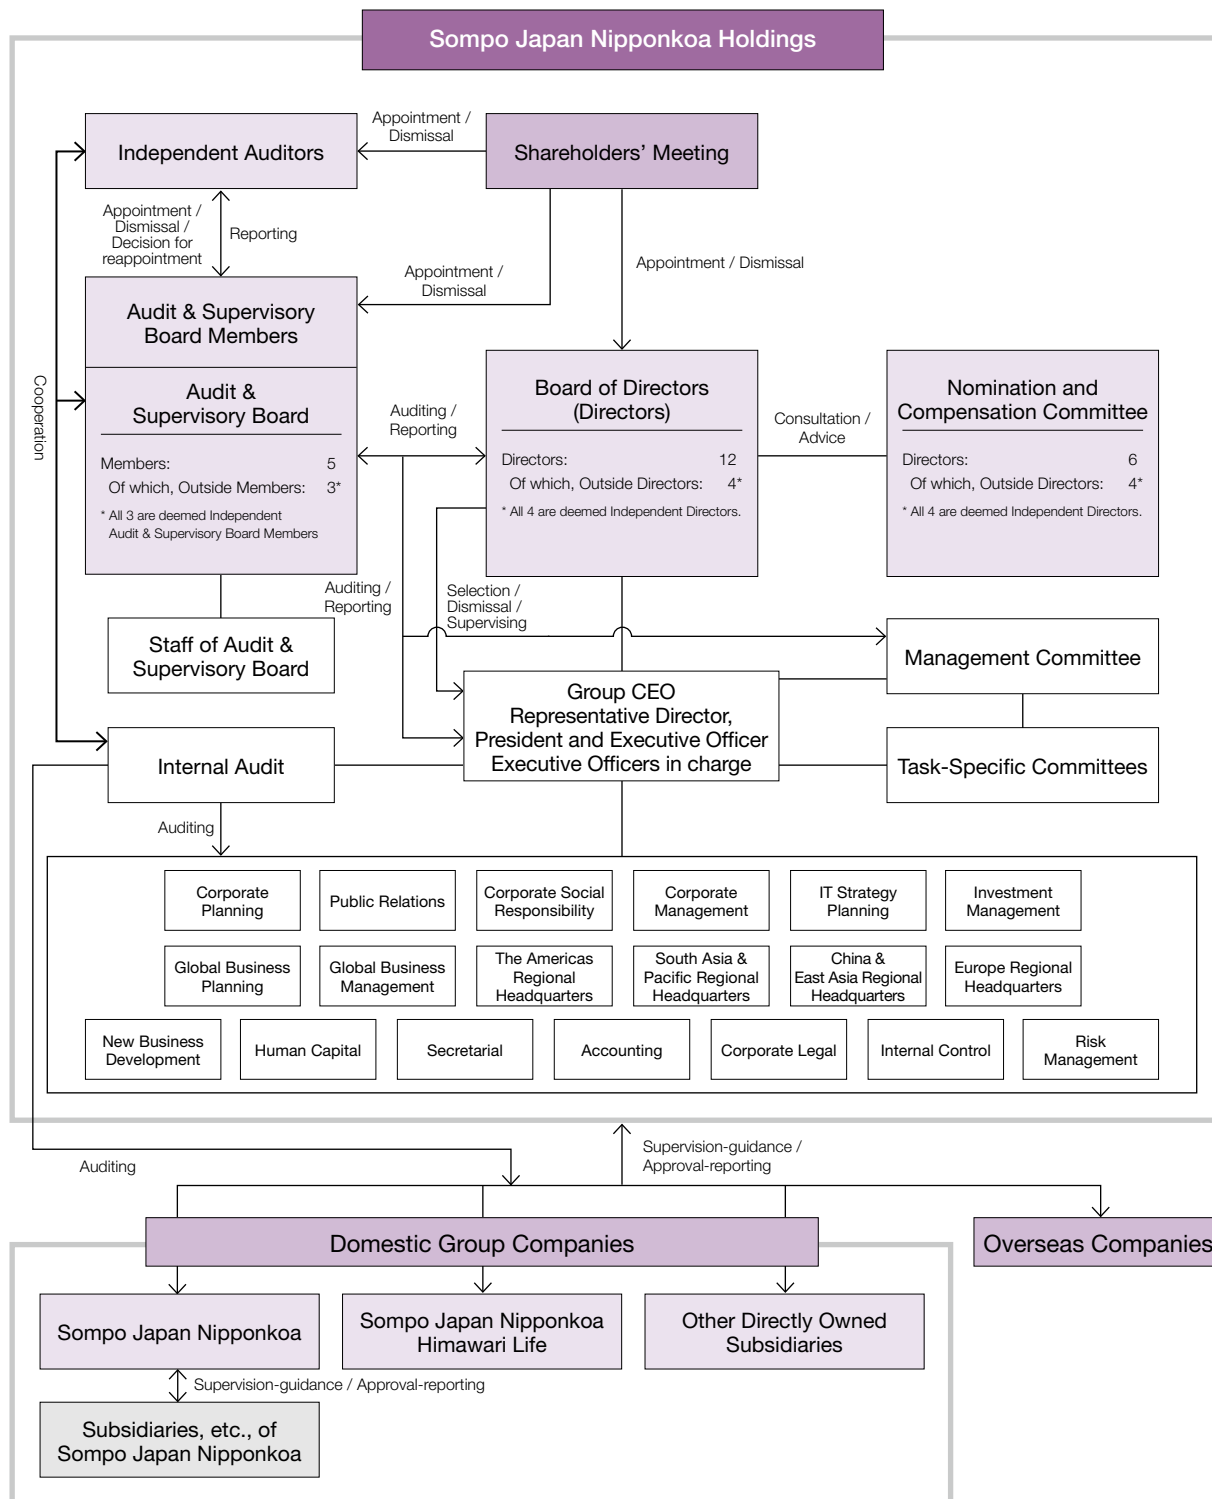 Sompo Japan Nipponkoa Holdings
Independent Auditors
Appointment /
Dismissal
Shareholders’ Meeting
Appointment /
Dismissal /
Decision for
reappointment
Reporting
Appointment /
Dismissal
Appointment / Dismissal
Cooperation
Audit & Supervisory
Board Members
Audit &
Supervisory Board
Members: 5
Of which, Outside Members: 3*
* All 3 are deemed Independent
Audit & Supervisory Board Members
Auditing /
Reporting
Board of Directors
(Directors)
Directors: 12
Of which, Outside Directors: 4*
* All 4 are deemed Independent Directors.
Consultation /
Advice
Nomination and
Compensation Committee
Directors: 6
Of which, Outside Directors: 4*
* All 4 are deemed Independent Directors.
Auditing /
Reporting
Selection /
Dismissal /
Supervising
Staff of Audit &
Supervisory Board
Management Committee
Group CEO
Representative Director,
President and Executive Officer
Executive Officers in charge
Internal Audit
Task-Specific Committees
Auditing
Corporate
Planning
Public Relations
Corporate Social
Responsibility
Corporate
Management
IT Strategy
Planning
Investment
Management
Global Business
Planning
Global Business
Management
The Americas
Regional
Headquarters
South Asia &
Pacific Regional
Headquarters
China &
East Asia Regional
Headquarters
Europe Regional
Headquarters
New Business
Development
Human Capital
Secretarial
Accounting
Corporate Legal
Internal Control
Risk
Management
Auditing
Supervision-guidance /
Approval-reporting
Domestic Group Companies
Overseas Companies
Sompo Japan Nipponkoa
Sompo Japan Nipponkoa
Himawari Life
Other Directly Owned
Subsidiaries
Supervision-guidance / Approval-reporting
Subsidiaries, etc., of
Sompo Japan Nipponkoa